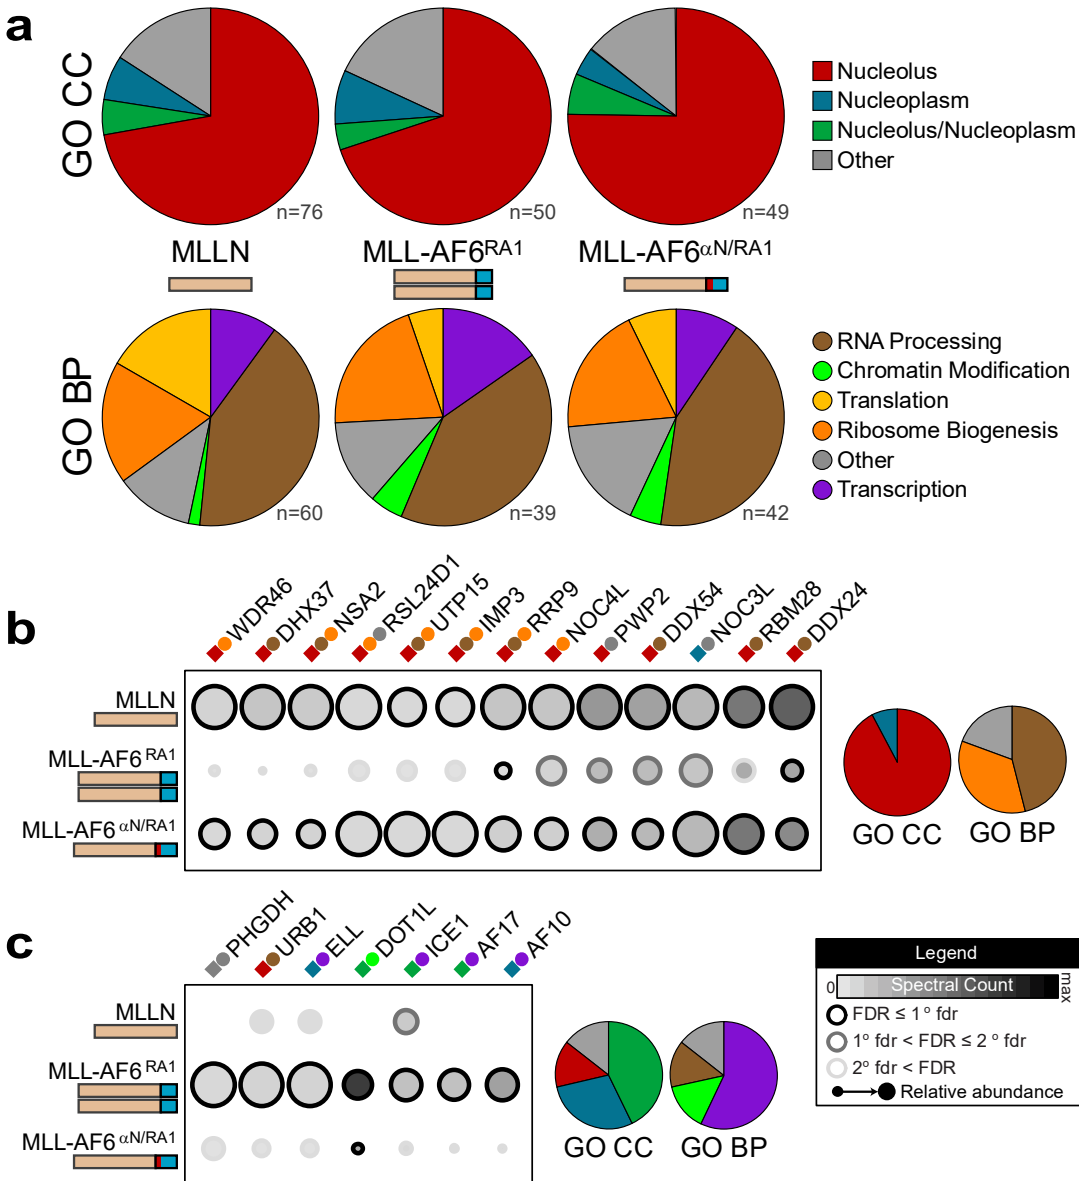 a
GO CC
n=76
n=50
n=49
Nucleolus
Nucleoplasm
Nucleolus/Nucleoplasm
Other
MLLN
MLL-AF6RA1
MLL-AF6αN/RA1
GO BP
n=60
n=39
n=42
RNA Processing
Chromatin Modification
Translation
Ribosome Biogenesis
Other
Transcription
b
WDR46
DHX37
NSA2
RSL24D1
UTP15
IMP3
RRP9
NOC4L
PWP2
DDX54
NOC3L
RBM28
DDX24
MLLN
MLL-AF6 RA1
MLL-AF6 αN/RA1
GO CC
GO BP
c
PHGDH
URB1
ELL
DOT1L
ICE1
AF17
AF10
MLLN
MLL-AF6 RA1
MLL-AF6 αN/RA1
GO CC
GO BP
Legend
0 Spectral Count max
FDR ≤ 1° fdr
1° fdr < FDR ≤ 2° fdr
2° fdr < FDR
Relative abundance